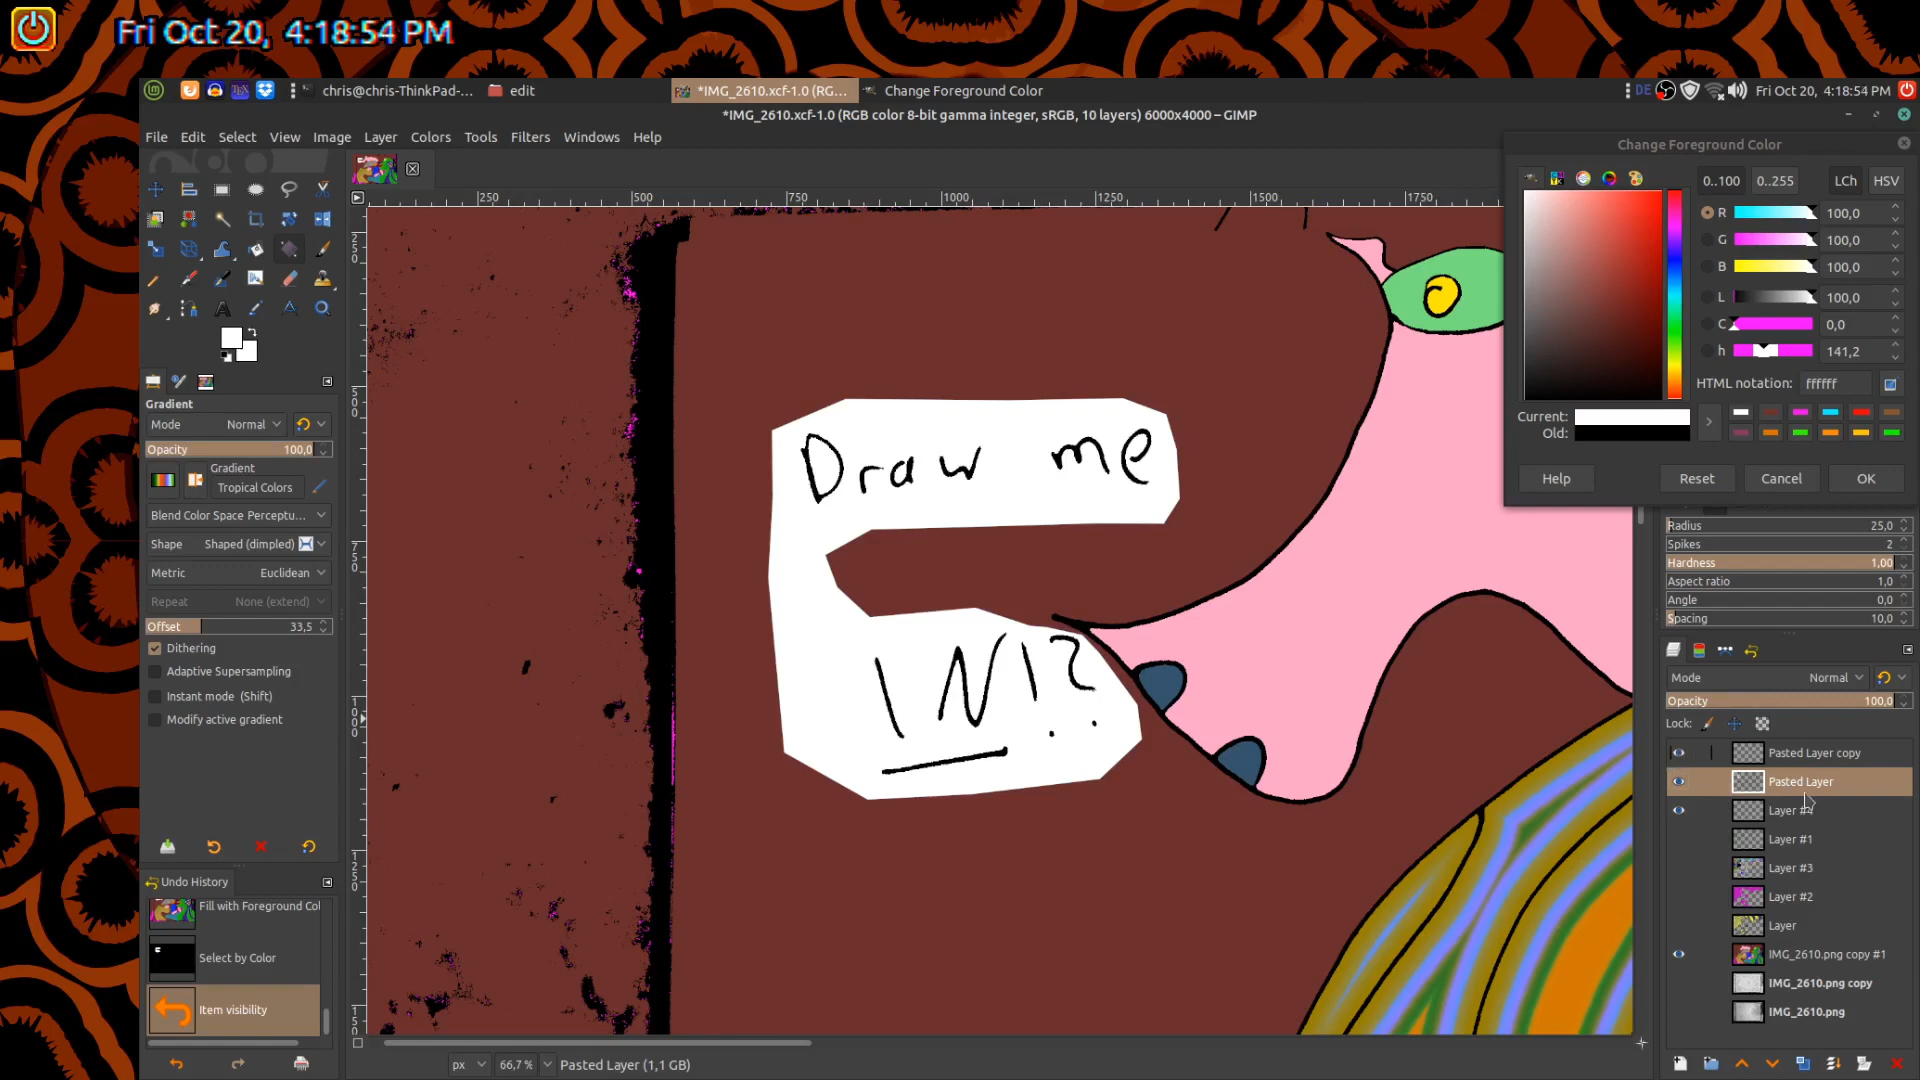 Fri Oct 20, 4:18:54 PM
chris@chris-ThinkPad-...
edit
*IMG_2610.xcf-1.0 (RG...
Change Foreground Color
DE
Fri Oct 20, 4:18:54 PM
*IMG_2610.xcf-1.0 (RGB color 8-bit gamma integer, sRGB, 10 layers) 6000x4000 – GIMP
File Edit Select View Image Layer Colors Tools Filters Windows Help
250 500 750 1000 1250 1500 1750
250
500
750
1000
1250
Gradient
Mode Normal
Opacity 100,0
Gradient
Tropical Colors
Blend Color Space Perceptu...
Shape Shaped (dimpled)
Metric Euclidean
Repeat None (extend)
Offset 33,5
Dithering
Adaptive Supersampling
Instant mode (Shift)
Modify active gradient
Undo History
Fill with Foreground Col
Select by Color
Item visibility
Draw me
IN!?
px 66,7 % Pasted Layer (1,1 GB)
Change Foreground Color
0..100 0..255 LCh HSV
R 100,0
G 100,0
B 100,0
L 100,0
C 0,0
h 141,2
HTML notation: ffffff
Current:
Old:
Help Reset Cancel OK
Radius 25,0
Spikes 2
Hardness 1,00
Aspect ratio 1,0
Angle 0,0
Spacing 10,0
Mode Normal
Opacity 100,0
Lock:
Pasted Layer copy
Pasted Layer
Layer #4
Layer #1
Layer #3
Layer #2
Layer
IMG_2610.png copy #1
IMG_2610.png copy
IMG_2610.png